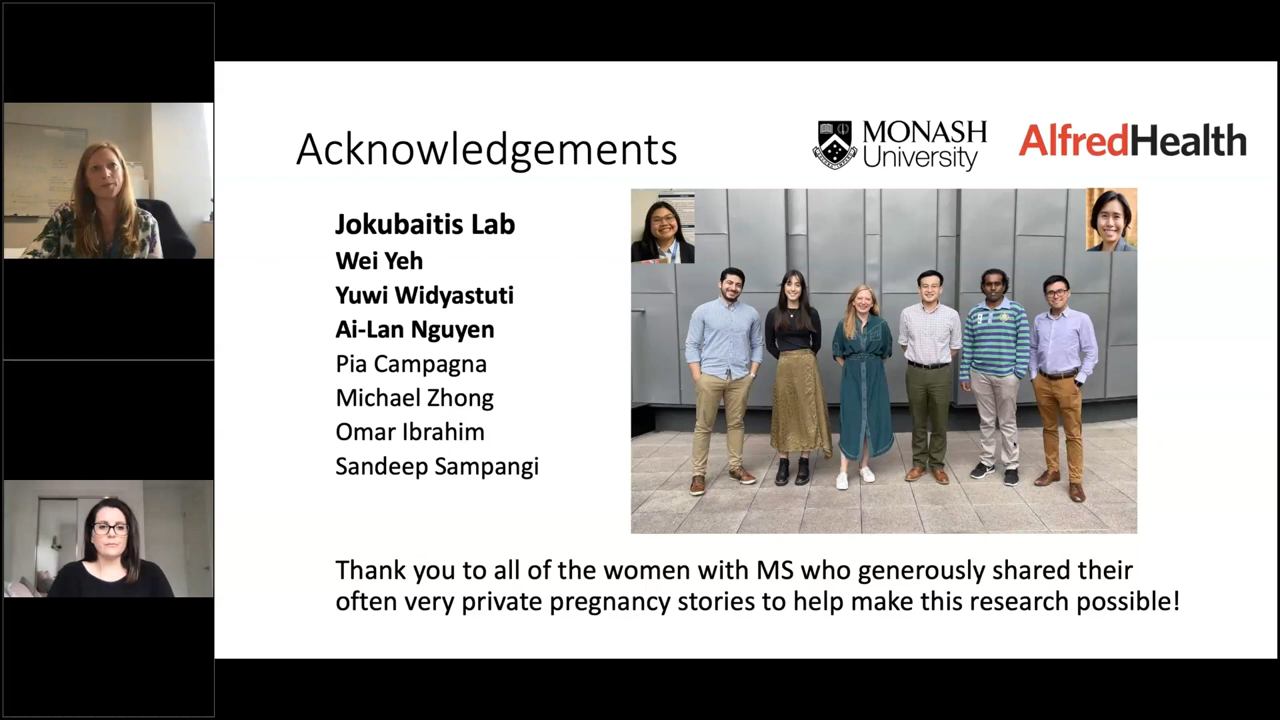 Acknowledgements
MONASH
University
AlfredHealth
Jokubaitis Lab
Wei Yeh
Yuwi Widyastuti
Ai-Lan Nguyen
Pia Campagna
Michael Zhong
Omar Ibrahim
Sandeep Sampangi
Thank you to all of the women with MS who generously shared their
often very private pregnancy stories to help make this research possible!